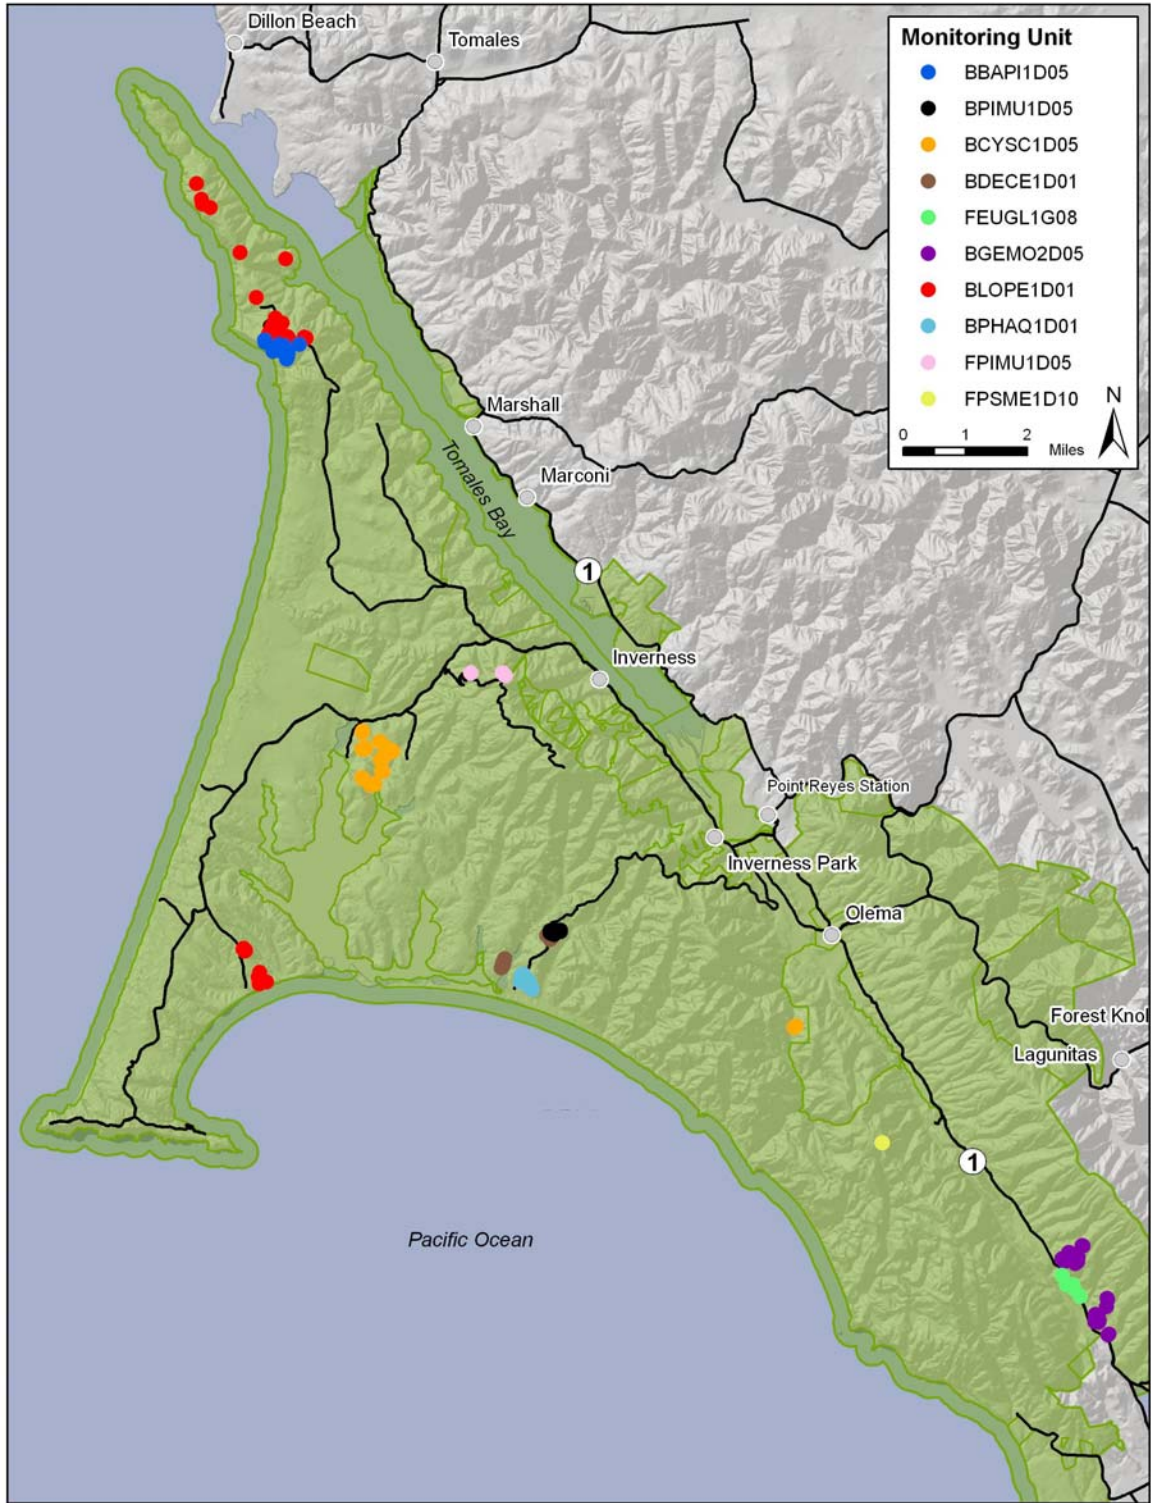 Dillon Beach
Tomales
Monitoring Unit
BBAPI1D05
BPIMU1D05
BCYSC1D05
BDECE1D01
FEUGL1G08
BGEMO2D05
BLOPE1D01
BPHAQ1D01
FPIMU1D05
FPSME1D10
N
0 1 2 Miles
Marshall
Marconi
Tomales Bay
1
Inverness
Point Reyes Station
Inverness Park
Olema
Forest Knol
Lagunitas
1
Pacific Ocean